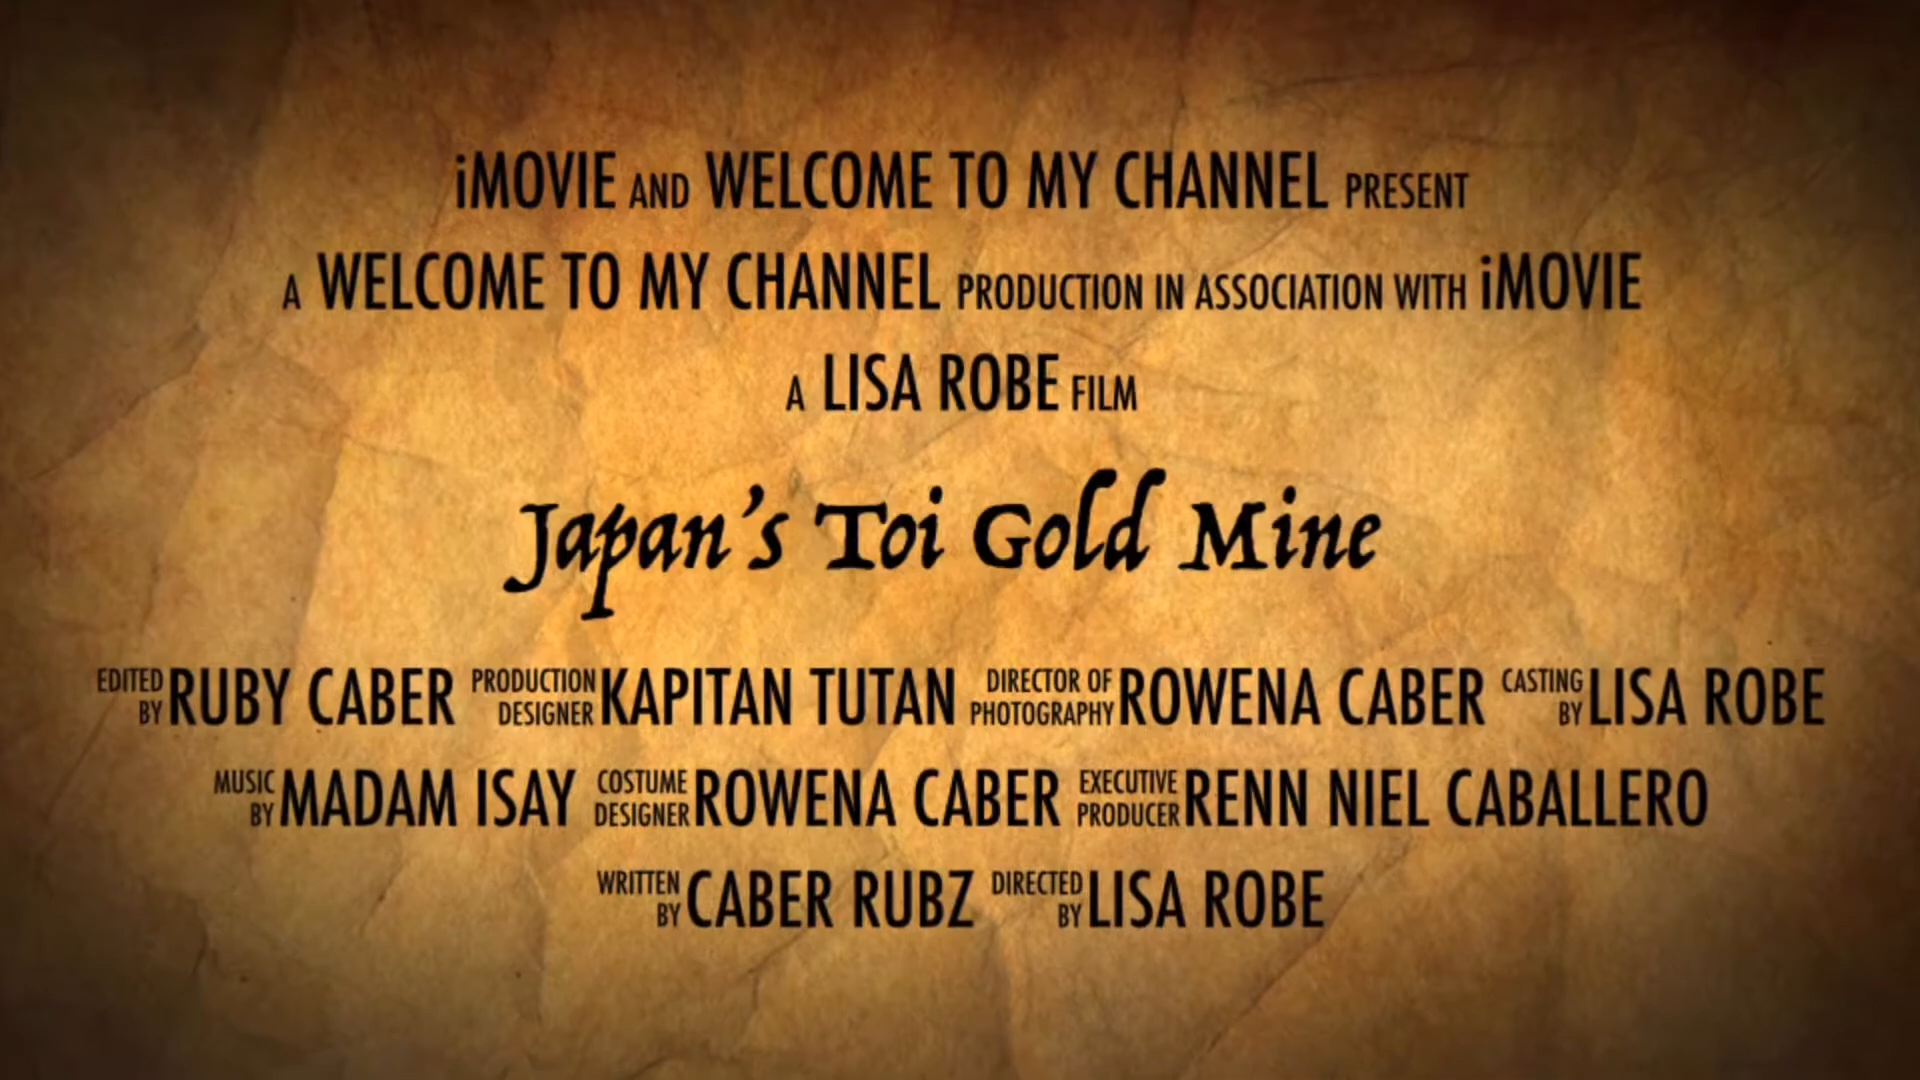 iMOVIE AND WELCOME TO MY CHANNEL PRESENT
A WELCOME TO MY CHANNEL PRODUCTION IN ASSOCIATION WITH iMOVIE
A LISA ROBE FILM
Japan's Toi Gold Mine
EDITED BY RUBY CABER PRODUCTION DESIGNER KAPITAN TUTAN DIRECTOR OF PHOTOGRAPHY ROWENA CABER CASTING BY LISA ROBE
MUSIC BY MADAM ISAY COSTUME DESIGNER ROWENA CABER EXECUTIVE PRODUCER RENN NIEL CABALLERO
WRITTEN BY CABER RUBZ DIRECTED BY LISA ROBE